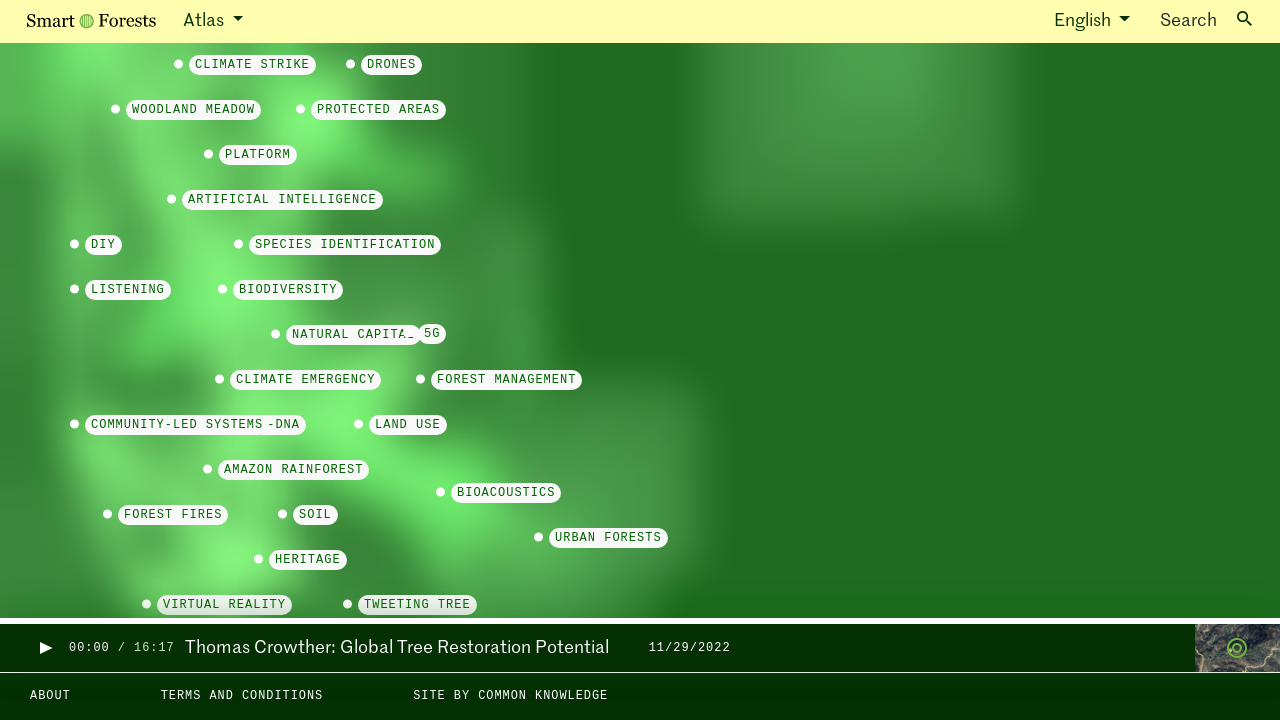 Smart Forests Atlas English Search
CLIMATE STRIKE DRONES
WOODLAND MEADOW PROTECTED AREAS
PLATFORM
ARTIFICIAL INTELLIGENCE
DIY SPECIES IDENTIFICATION
LISTENING BIODIVERSITY
NATURAL CAPITAL 5G
CLIMATE EMERGENCY FOREST MANAGEMENT
COMMUNITY-LED SYSTEMS -DNA LAND USE
AMAZON RAINFOREST
BIOACOUSTICS
FOREST FIRES SOIL
URBAN FORESTS
HERITAGE
VIRTUAL REALITY TWEETING TREE
00:00 / 16:17 Thomas Crowther: Global Tree Restoration Potential 11/29/2022
ABOUT TERMS AND CONDITIONS SITE BY COMMON KNOWLEDGE